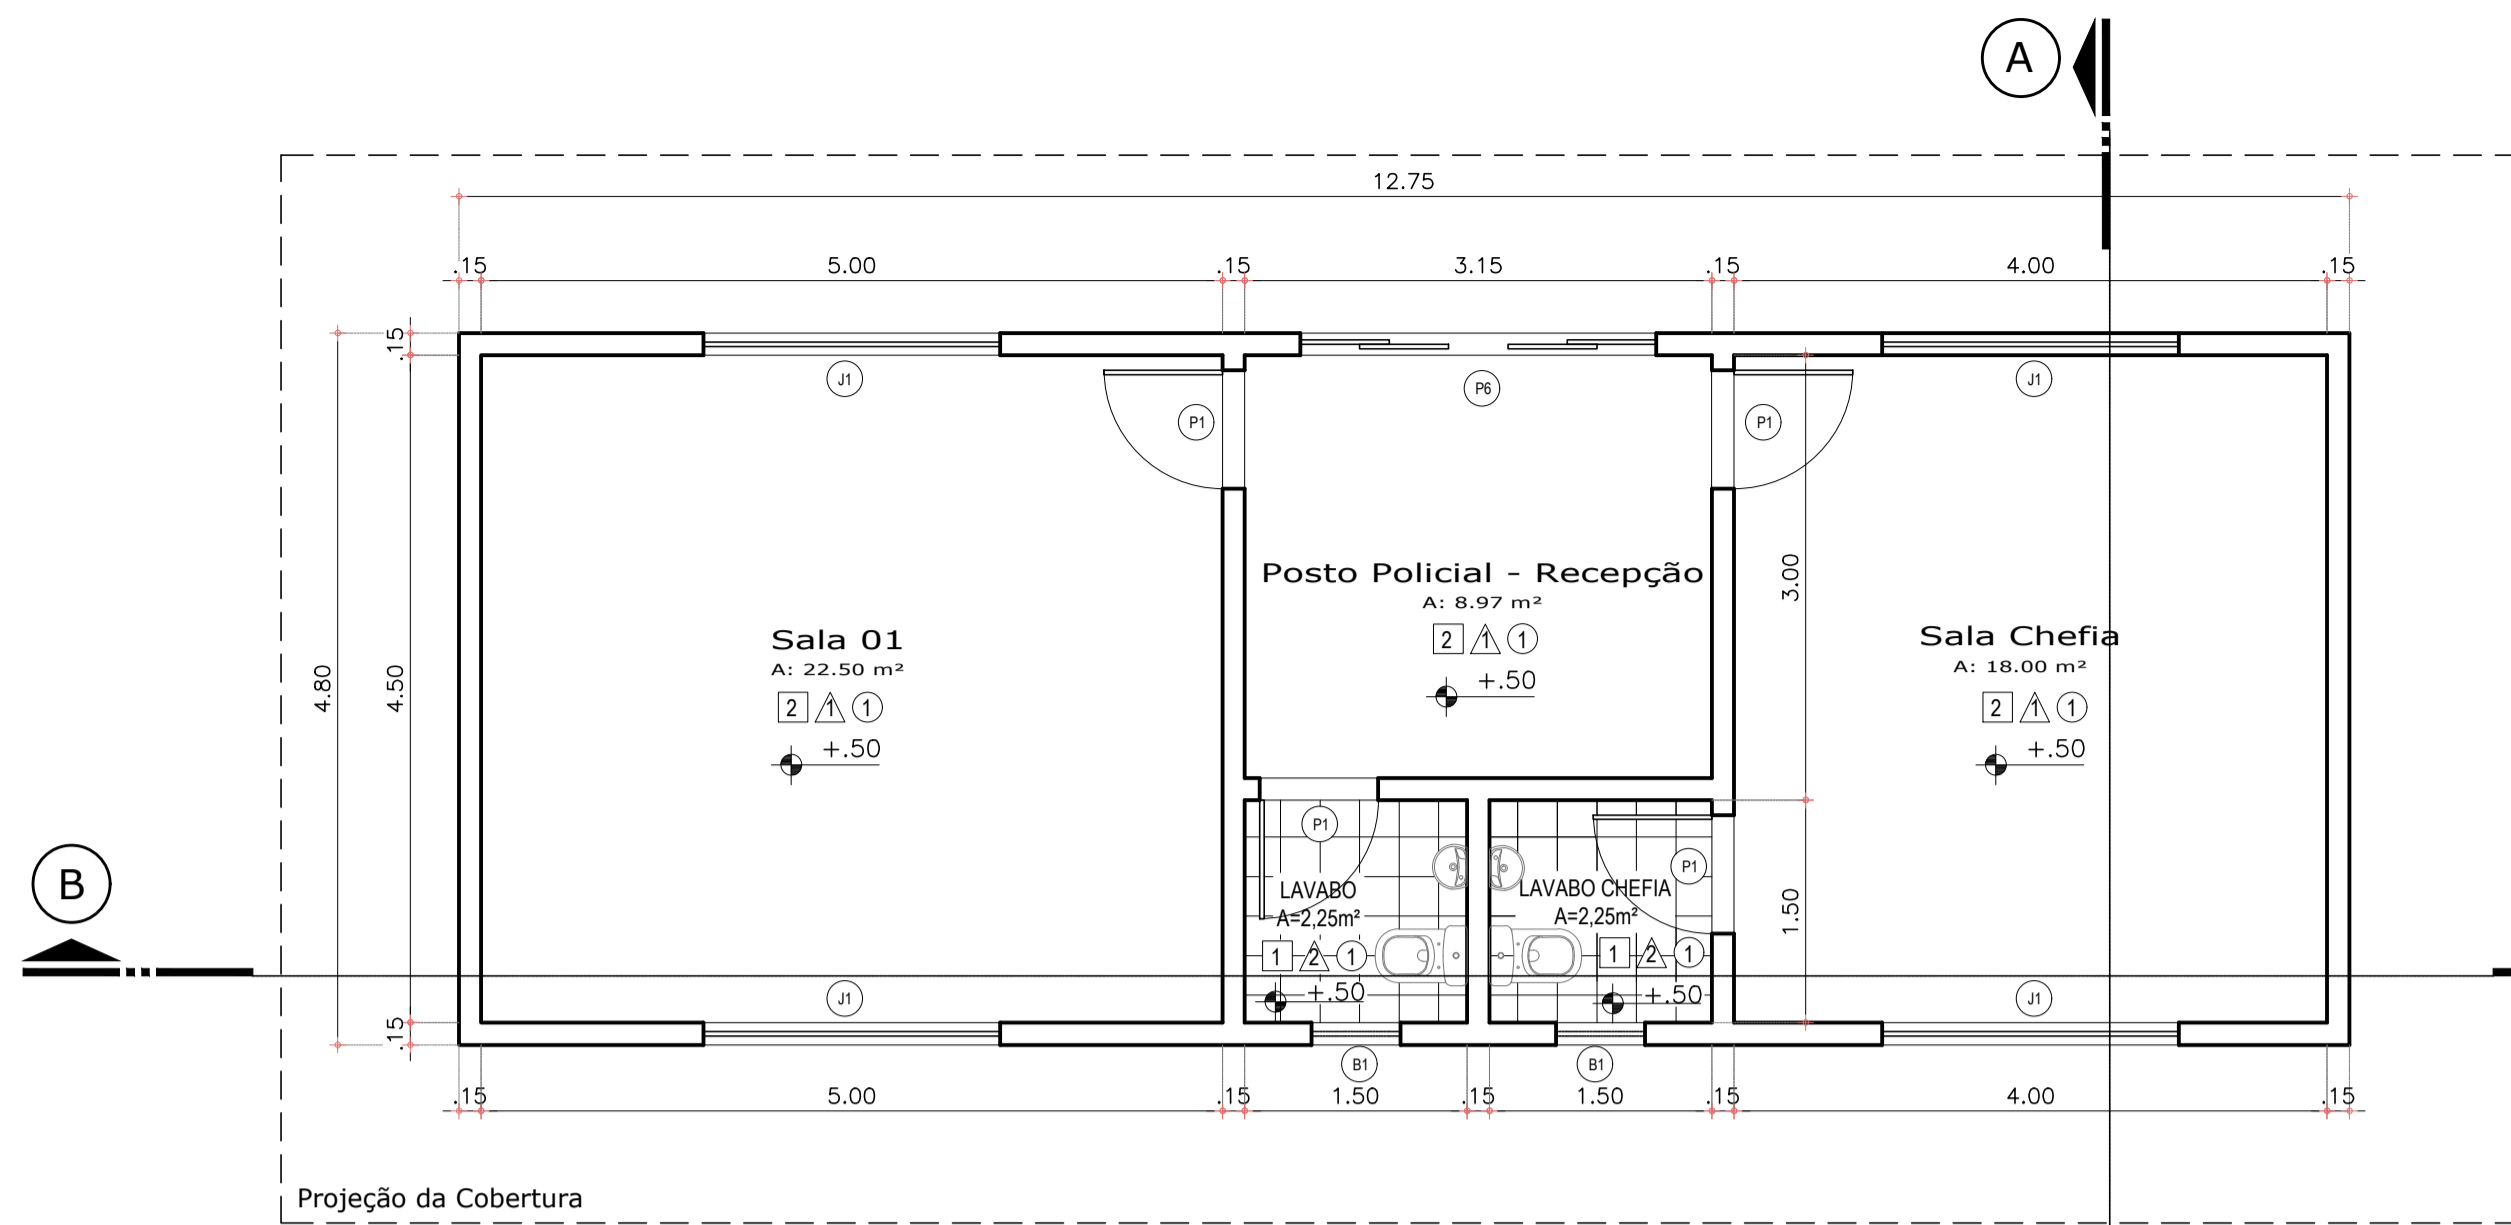 A
12.75
.15 5.00 .15 3.15 .15 4.00 .15
.15
J1 P6 J1
P1 P1
Posto Policial - Recepção
A: 8.97 m²
2 1 1
+.50
3.00
Sala 01
A: 22.50 m²
2 1 1
+.50
Sala Chefia
A: 18.00 m²
2 1 1
+.50
4.80 4.50
P1 P1
B
LAVABO
A=2,25m²
1 2 1
+.50
LAVABO CHEFIA
A=2,25m²
1 2 1
+.50
1.50
J1 J1
.15
B1 B1
.15 5.00 .15 1.50 .15 1.50 .15 4.00 .15
Projeção da Cobertura